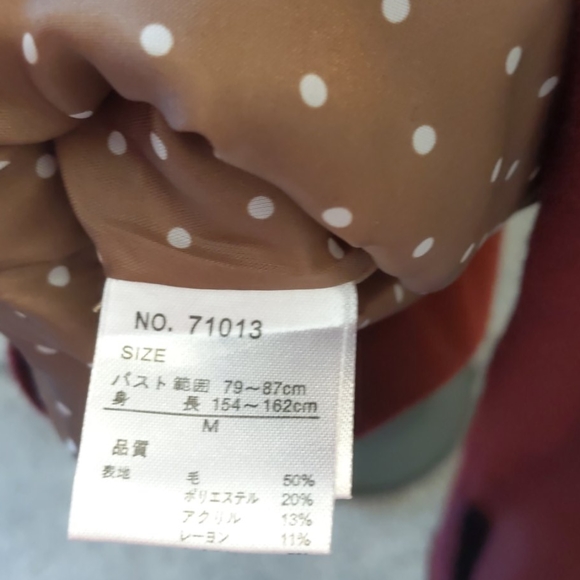 NO. 71013
SIZE
バスト範囲 79～87cm
身 長 154～162cm
M
品質
表地 毛 50%
ポリエステル 20%
アクリル 13%
レーヨン 11%